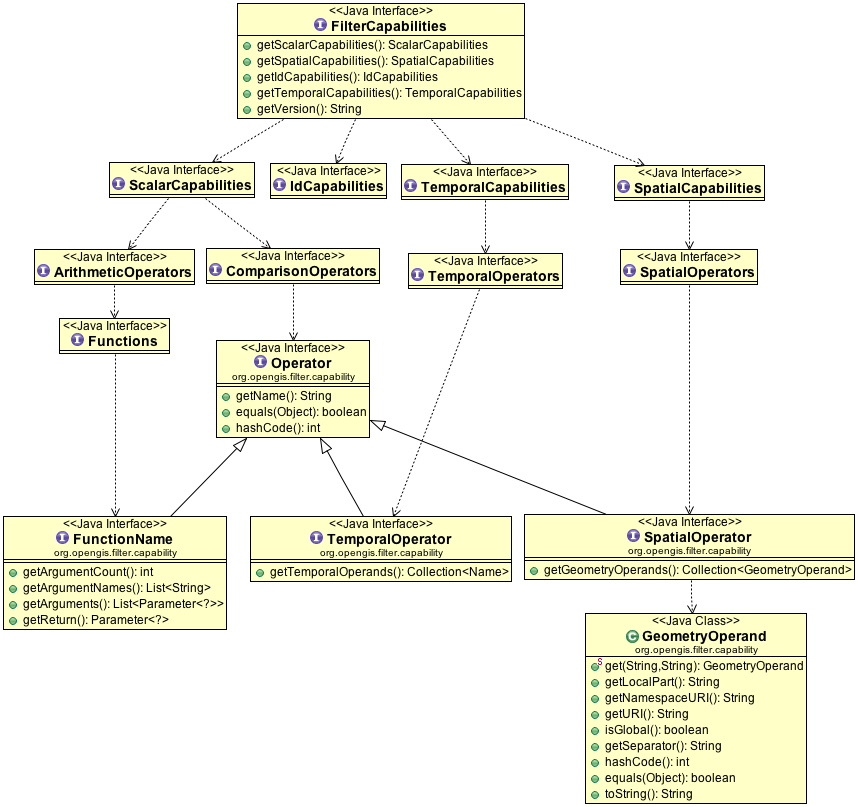 <<Java Interface>>
FilterCapabilities
getScalarCapabilities(): ScalarCapabilities
getSpatialCapabilities(): SpatialCapabilities
getIdCapabilities(): IdCapabilities
getTemporalCapabilities(): TemporalCapabilities
getVersion(): String
<<Java Interface>>
ScalarCapabilities
<<Java Interface>>
IdCapabilities
<<Java Interface>>
TemporalCapabilities
<<Java Interface>>
SpatialCapabilities
<<Java Interface>>
ArithmeticOperators
<<Java Interface>>
ComparisonOperators
<<Java Interface>>
TemporalOperators
<<Java Interface>>
SpatialOperators
<<Java Interface>>
Functions
<<Java Interface>>
Operator
org.opengis.filter.capability
getName(): String
equals(Object): boolean
hashCode(): int
<<Java Interface>>
FunctionName
org.opengis.filter.capability
getArgumentCount(): int
getArgumentNames(): List<String>
getArguments(): List<Parameter<?>>
getReturn(): Parameter<?>
<<Java Interface>>
TemporalOperator
org.opengis.filter.capability
getTemporalOperands(): Collection<Name>
<<Java Interface>>
SpatialOperator
org.opengis.filter.capability
getGeometryOperands(): Collection<GeometryOperand>
<<Java Class>>
GeometryOperand
org.opengis.filter.capability
get(String,String): GeometryOperand
getLocalPart(): String
getNamespaceURI(): String
getURI(): String
isGlobal(): boolean
getSeparator(): String
hashCode(): int
equals(Object): boolean
toString(): String